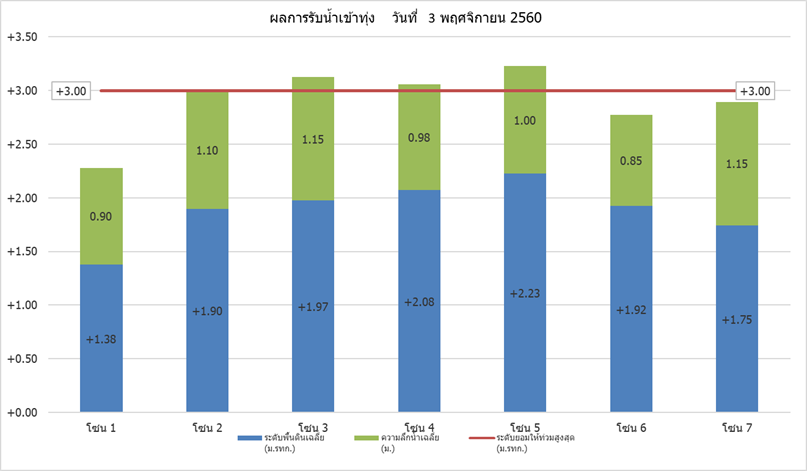 ผลการรับน้ำเข้าทุ่ง วันที่ 3 พฤศจิกายน 2560
+3.50
+3.00
+2.50
+2.00
+1.50
+1.00
+0.50
+0.00
+3.00
+3.00
0.90
1.10
1.15
0.98
1.00
0.85
1.15
+1.38
+1.90
+1.97
+2.08
+2.23
+1.92
+1.75
โซน 1
โซน 2
โซน 3
โซน 4
โซน 5
โซน 6
โซน 7
ระดับพื้นดินเฉลี่ย
(ม.รทก.)
ความลึกน้ำเฉลี่ย
(ม.)
ระดับยอมให้ท่วมสูงสุด
(ม.รทก.)